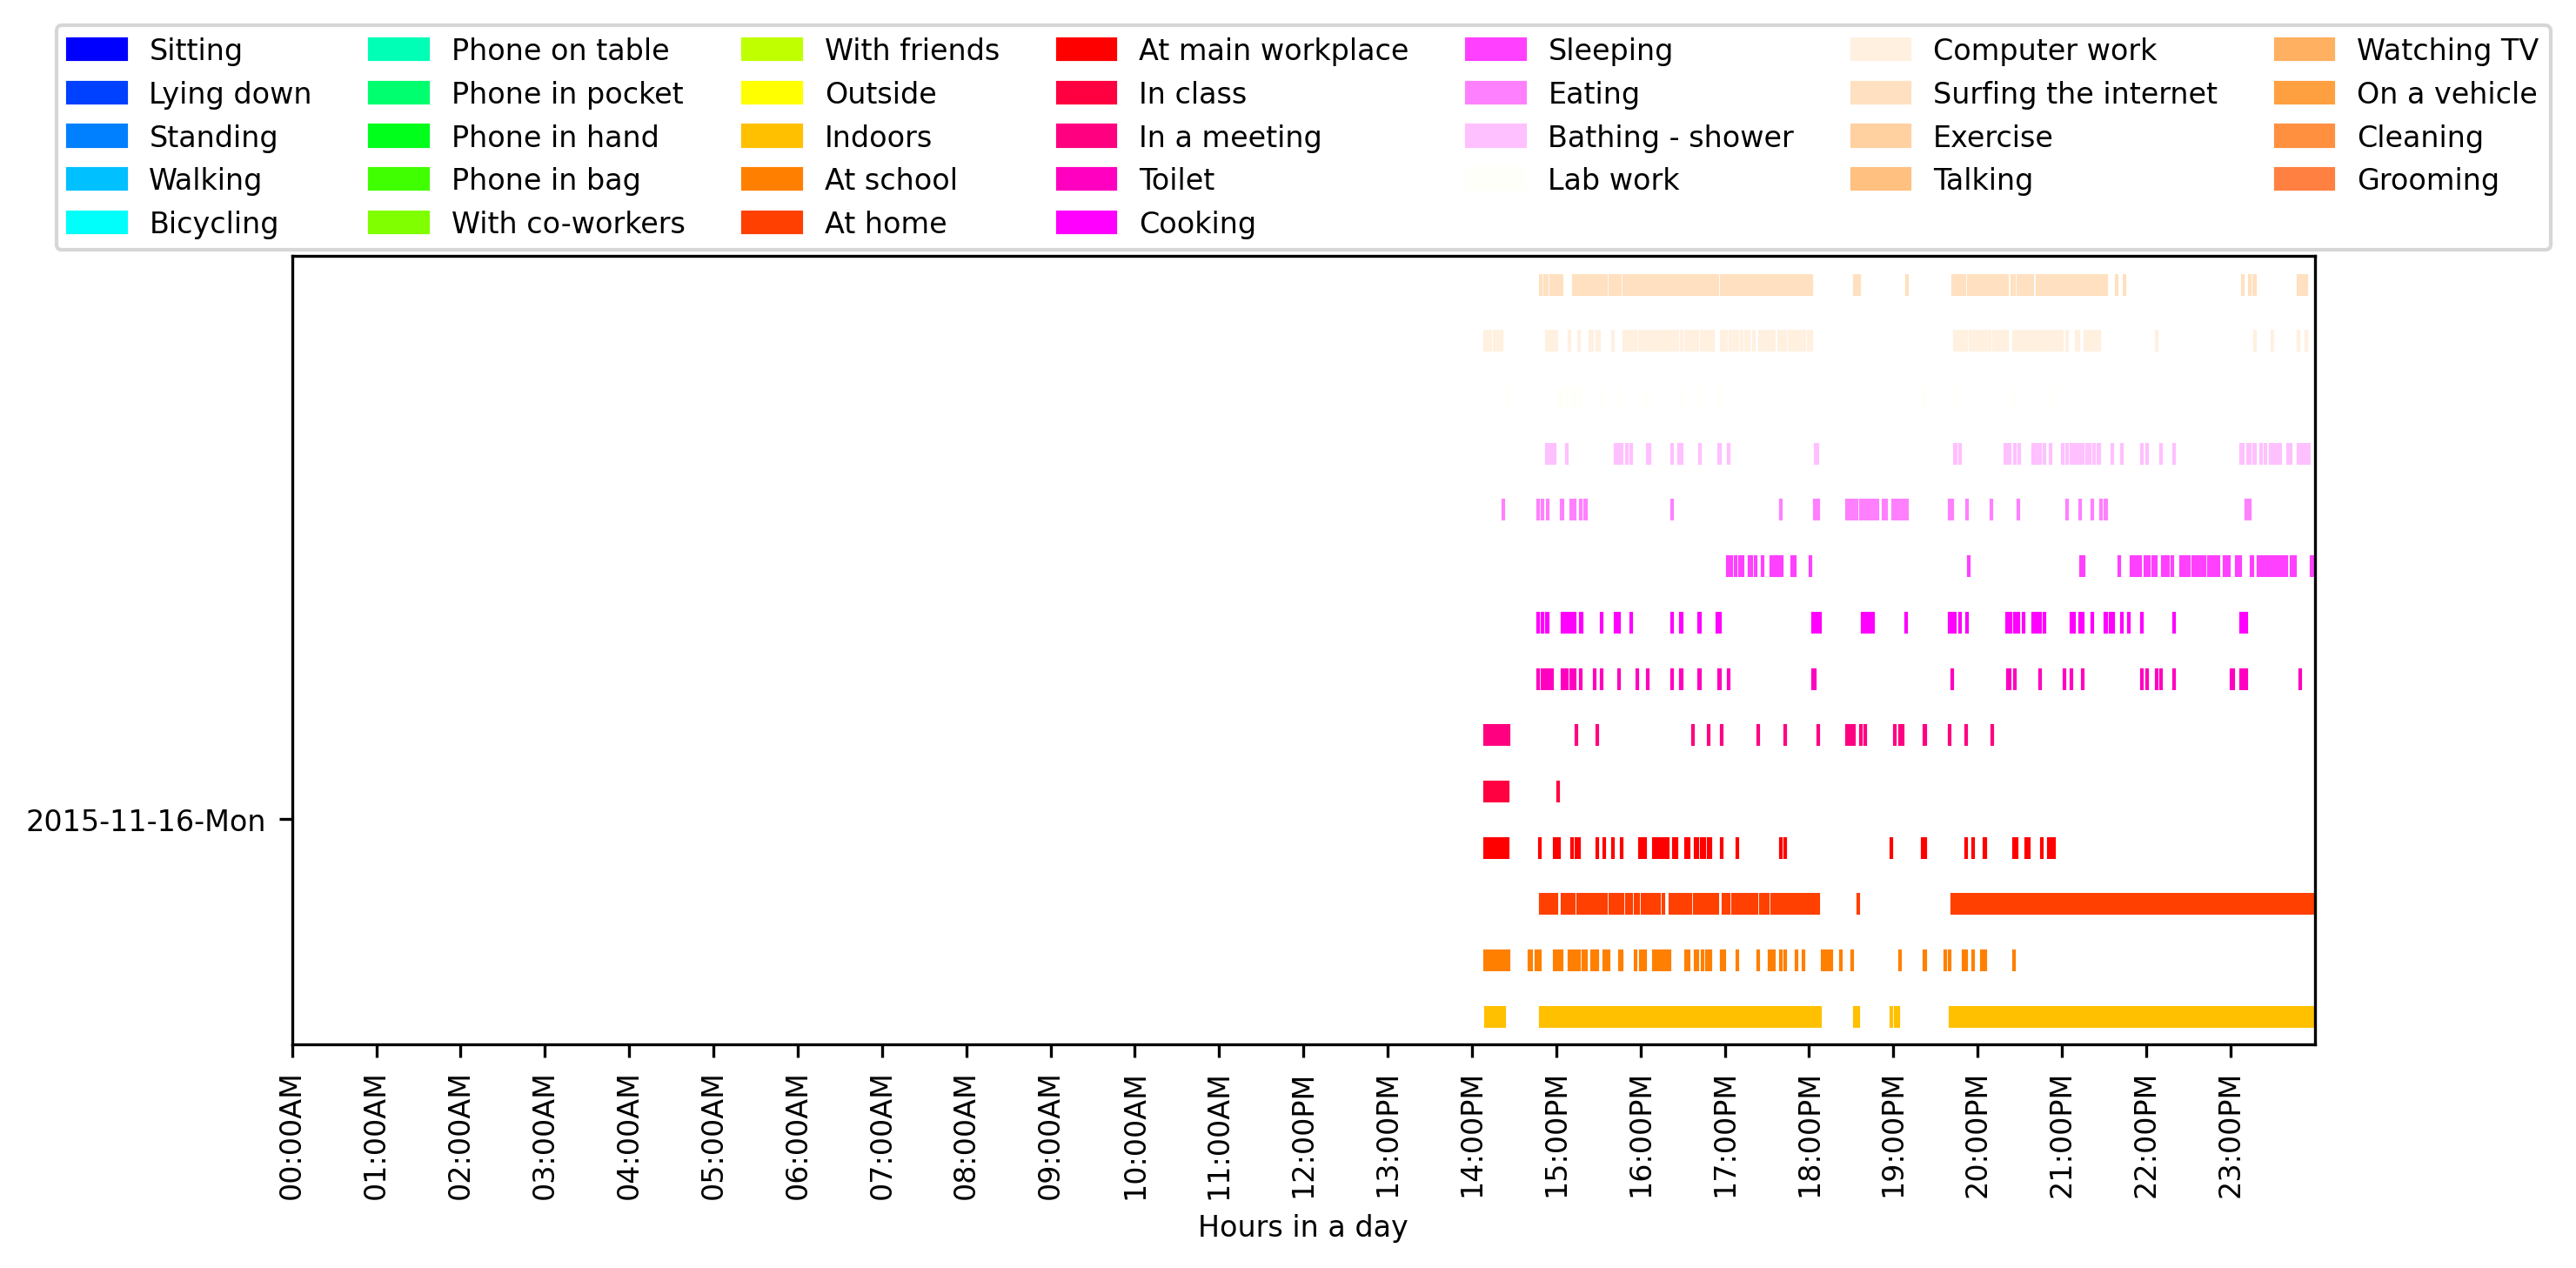 Sitting
Lying down
Standing
Walking
Bicycling
Phone on table
Phone in pocket
Phone in hand
Phone in bag
With co-workers
With friends
Outside
Indoors
At school
At home
At main workplace
In class
In a meeting
Toilet
Cooking
Sleeping
Eating
Bathing - shower
Lab work
Computer work
Surfing the internet
Exercise
Talking
Watching TV
On a vehicle
Cleaning
Grooming
2015-11-16-Mon
00:00AM
01:00AM
02:00AM
03:00AM
04:00AM
05:00AM
06:00AM
07:00AM
08:00AM
09:00AM
10:00AM
11:00AM
12:00PM
13:00PM
14:00PM
15:00PM
16:00PM
17:00PM
18:00PM
19:00PM
20:00PM
21:00PM
22:00PM
23:00PM
Hours in a day